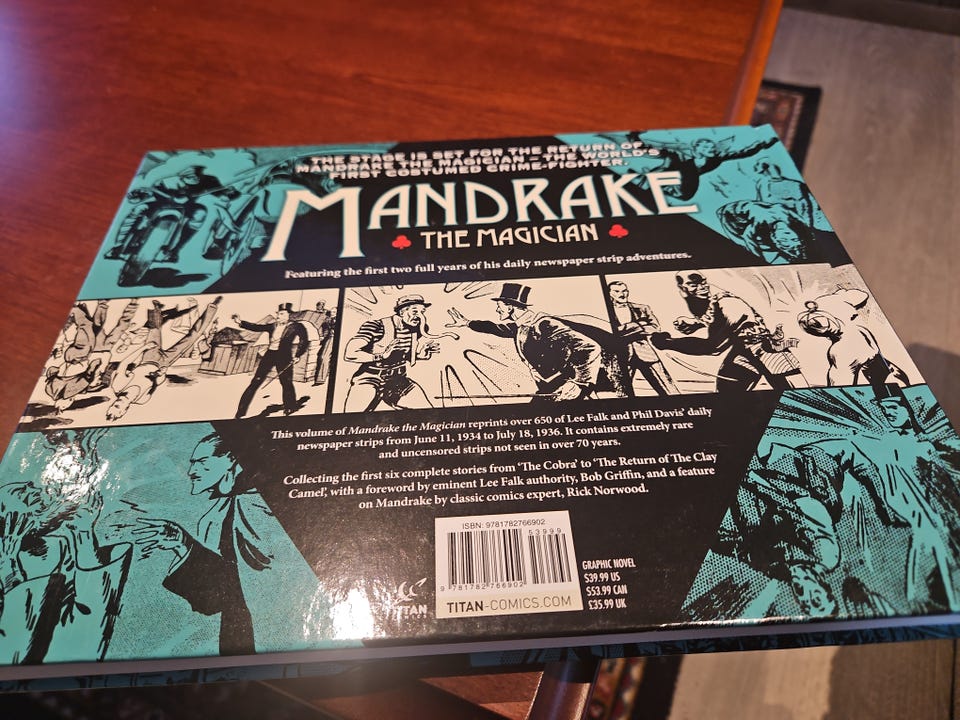 THE STAGE IS SET FOR THE RETURN OF
MANDRAKE THE MAGICIAN – THE WORLD'S
FIRST COSTUMED CRIME-FIGHTER.
MANDRAKE
THE MAGICIAN
Featuring the first two full years of his daily newspaper strip adventures.
This volume of Mandrake the Magician reprints over 650 of Lee Falk and Phil Davis' daily
newspaper strips from June 11, 1934 to July 18, 1936. It contains extremely rare
and uncensored strips not seen in over 70 years.
Collecting the first six complete stories from 'The Cobra' to 'The Return of The Clay
Camel', with a foreword by eminent Lee Falk authority, Bob Griffin, and a feature
on Mandrake by classic comics expert, Rick Norwood.
ISBN: 9781782766902
53999
9 781782 766902
TITAN
TITAN-COMICS.COM
GRAPHIC NOVEL
$39.99 US
$53.99 CAN
£35.99 UK